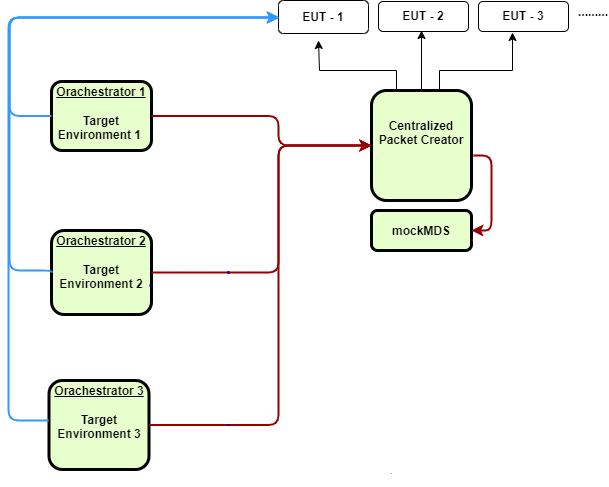 EUT - 1
EUT - 2
EUT - 3
.........
Orachestrator 1
Target
Environment 1
Centralized
Packet Creator
mockMDS
Orachestrator 2
Target
Environment 2
Orachestrator 3
Target
Environment 3